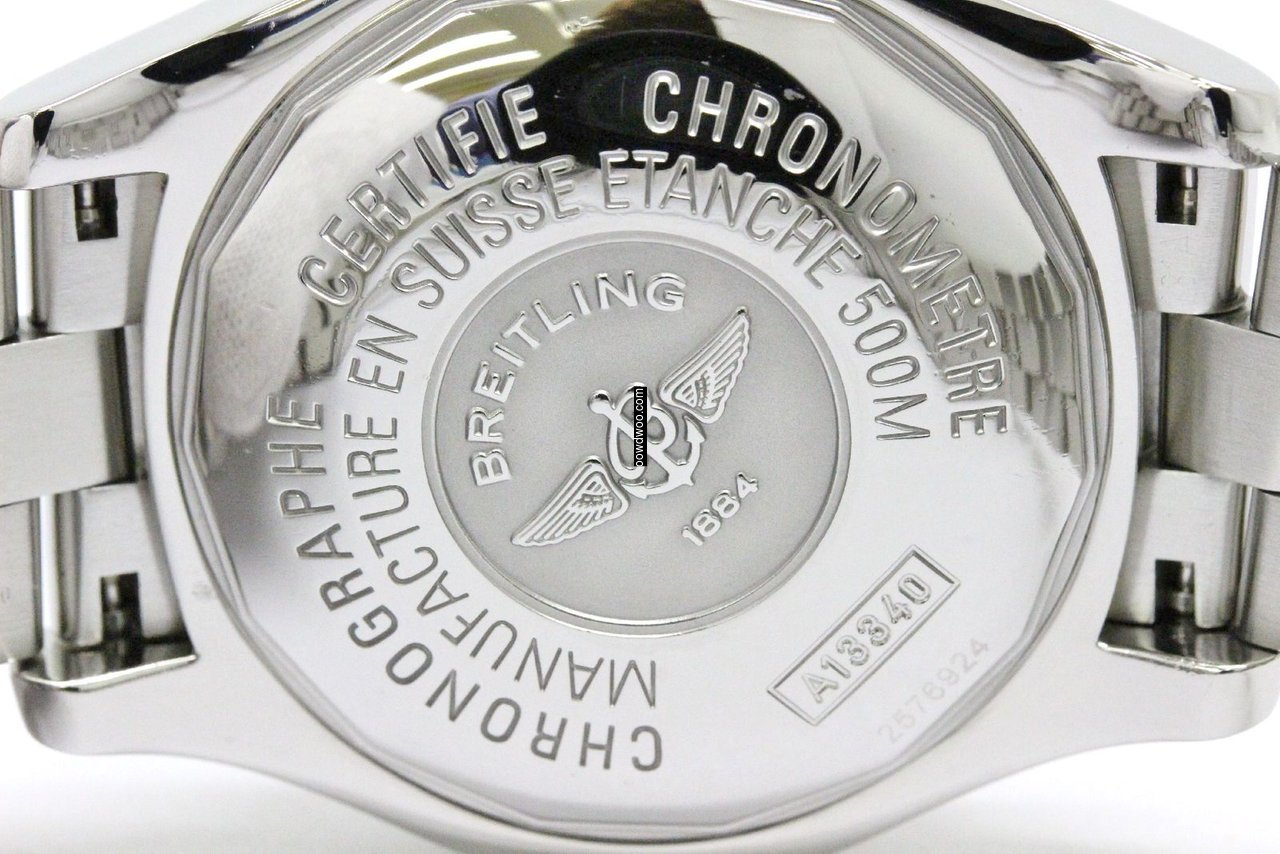 CHRONOGRAPHE CERTIFIE CHRONOMETRE
MANUFACTURE EN SUISSE ETANCHE 500M
BREITLING
1884
A13340
2576924